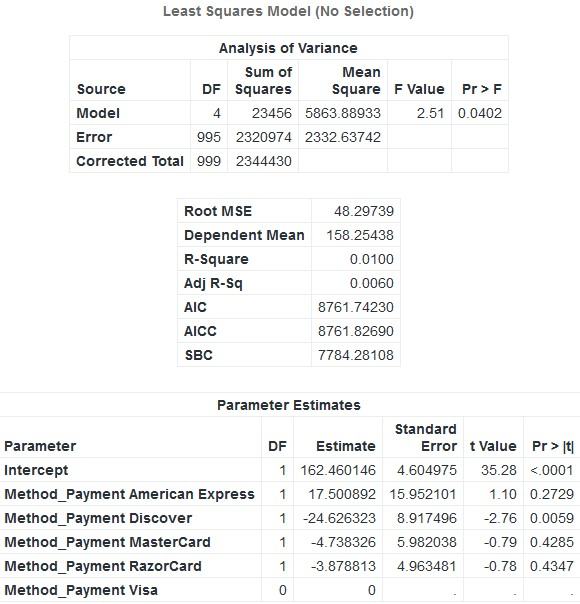 Least Squares Model (No Selection)
Analysis of Variance
Source DF Sum of Squares Mean Square F Value Pr > F
Model 4 23456 5863.88933 2.51 0.0402
Error 995 2320974 2332.63742
Corrected Total 999 2344430
Root MSE 48.29739
Dependent Mean 158.25438
R-Square 0.0100
Adj R-Sq 0.0060
AIC 8761.74230
AICC 8761.82690
SBC 7784.28108
Parameter Estimates
Parameter DF Estimate Standard Error t Value Pr > |t|
Intercept 1 162.460146 4.604975 35.28 <.0001
Method_Payment American Express 1 17.500892 15.952101 1.10 0.2729
Method_Payment Discover 1 -24.626323 8.917496 -2.76 0.0059
Method_Payment MasterCard 1 -4.738326 5.982038 -0.79 0.4285
Method_Payment RazorCard 1 -3.878813 4.963481 -0.78 0.4347
Method_Payment Visa 0 0 . . .